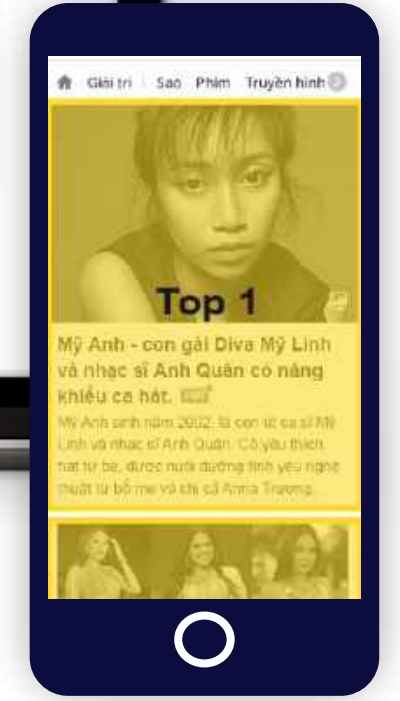 Giải trí Sao Phim Truyền hình
Top 1
Mỹ Anh - con gái Diva Mỹ Linh
và nhạc sĩ Anh Quân có năng
khiếu ca hát.
Mỹ Anh sinh năm 2002, là con út ca sĩ Mỹ
Linh và nhạc sĩ Anh Quân. Cô yêu thích
hát từ bé, được nuôi dưỡng tình yêu nghệ
thuật từ bố mẹ và chị cả Anna Trương...